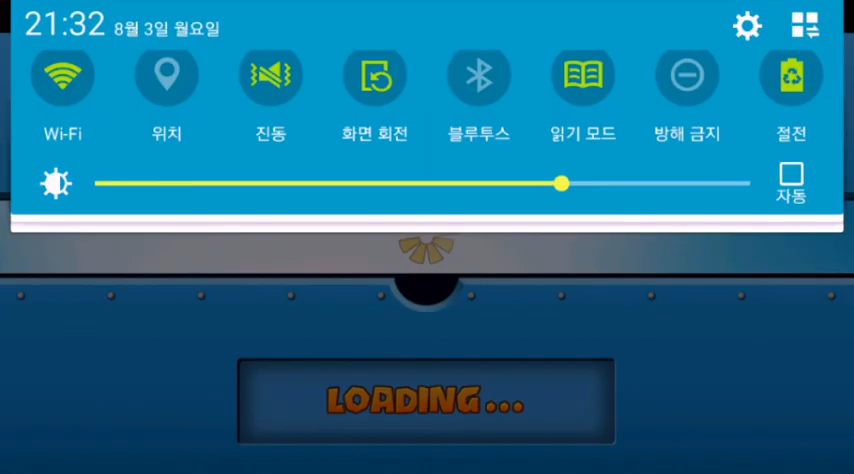 21:32 8월 3일 월요일
Wi-Fi 위치 진동 화면 회전 블루투스 읽기 모드 방해 금지 절전
자동
LOADING...